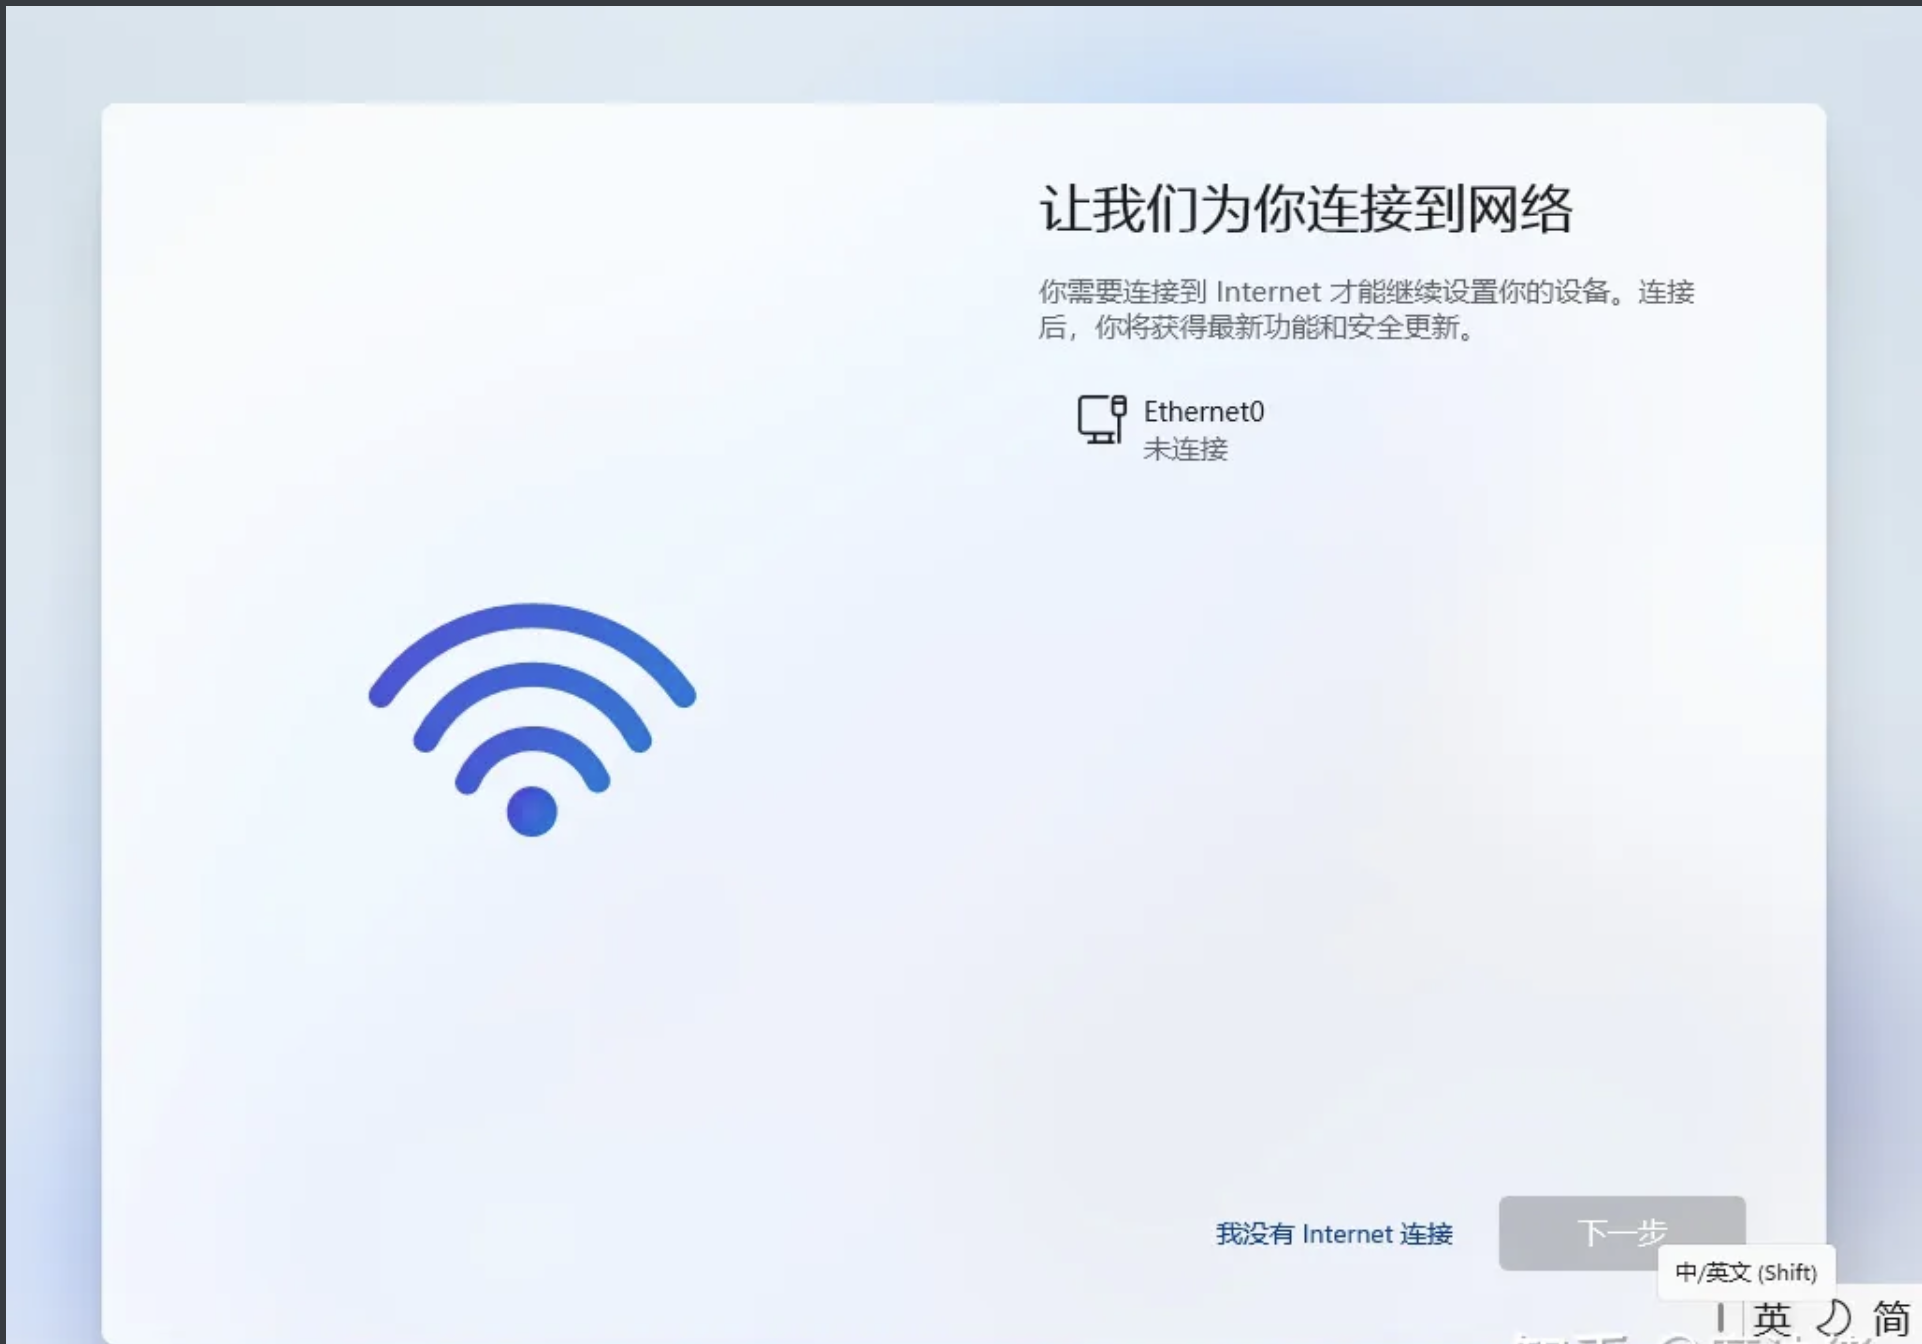 让我们为你连接到网络
你需要连接到 Internet 才能继续设置你的设备。连接
后，你将获得最新功能和安全更新。
Ethernet0
未连接
我没有 Internet 连接
下一步
中/英文 (Shift)
英
简